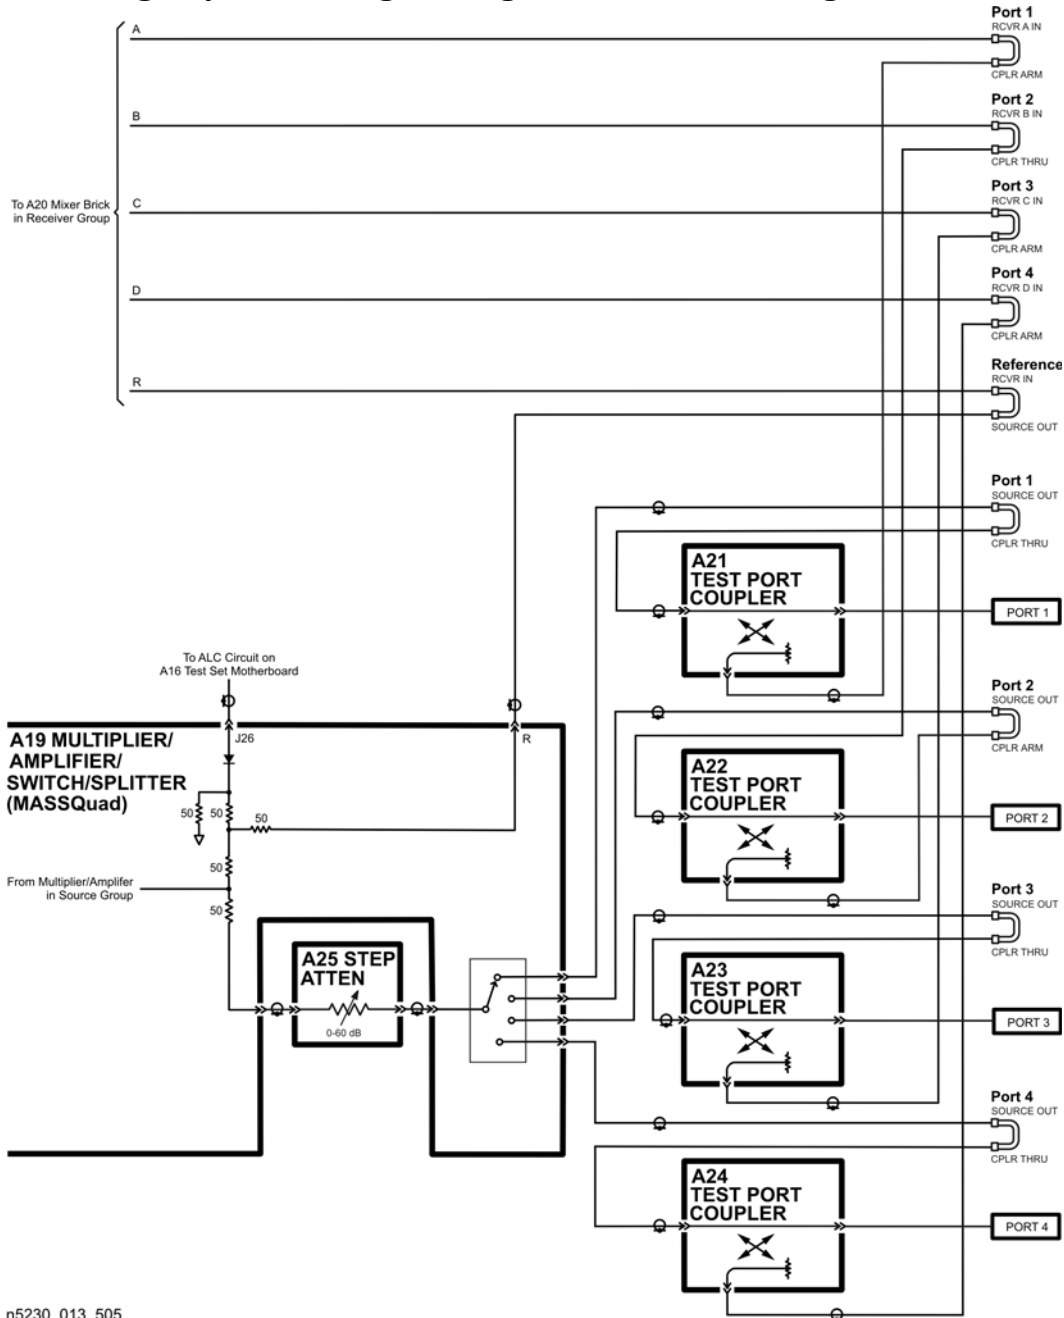 Port 1
RCVR A IN
A
CPLR ARM
Port 2
RCVR B IN
B
CPLR THRU
Port 3
RCVR C IN
To A20 Mixer Brick
in Receiver Group
C
CPLR ARM
Port 4
RCVR D IN
D
CPLR ARM
Reference
RCVR IN
R
SOURCE OUT
Port 1
SOURCE OUT
CPLR THRU
A21
TEST PORT
COUPLER
PORT 1
To ALC Circuit on
A16 Test Set Motherboard
Port 2
SOURCE OUT
J26
R
CPLR ARM
A19 MULTIPLIER/
AMPLIFIER/
SWITCH/SPLITTER
(MASSQuad)
A22
TEST PORT
COUPLER
50
50
50
PORT 2
50
From Multiplier/Amplifer
in Source Group
50
Port 3
SOURCE OUT
CPLR THRU
A25 STEP
ATTEN
0-60 dB
A23
TEST PORT
COUPLER
PORT 3
Port 4
SOURCE OUT
CPLR THRU
A24
TEST PORT
COUPLER
PORT 4
n5230_013_505